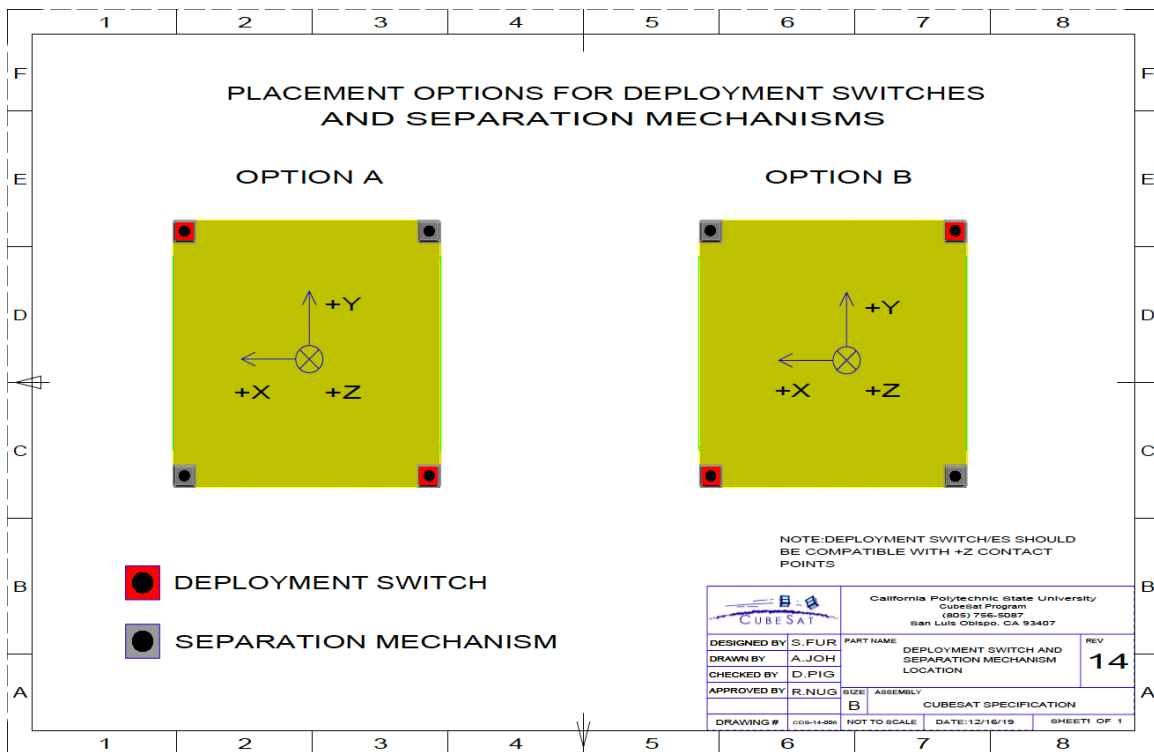 1 2 3 4 5 6 7 8
F F
PLACEMENT OPTIONS FOR DEPLOYMENT SWITCHES
AND SEPARATION MECHANISMS
E E
OPTION A OPTION B
D D
+Y +Y
+X +Z +X +Z
C C
NOTE:DEPLOYMENT SWITCH/ES SHOULD
BE COMPATIBLE WITH +Z CONTACT
POINTS
B B
DEPLOYMENT SWITCH
SEPARATION MECHANISM
CUBESAT
California Polytechnic State University
CubeSat Program
(805) 756-5087
San Luis Obispo, CA 93407
DESIGNED BY S.FUR
DRAWN BY A.JOH
CHECKED BY D.PIG
APPROVED BY R.NUG
PART NAME
DEPLOYMENT SWITCH AND
SEPARATION MECHANISM
LOCATION
REV
14
A A
SIZE ASSEMBLY
B CUBESAT SPECIFICATION
DRAWING # CDS-14-006 NOT TO SCALE DATE:12/16/19 SHEET1 OF 1
1 2 3 4 5 6 7 8